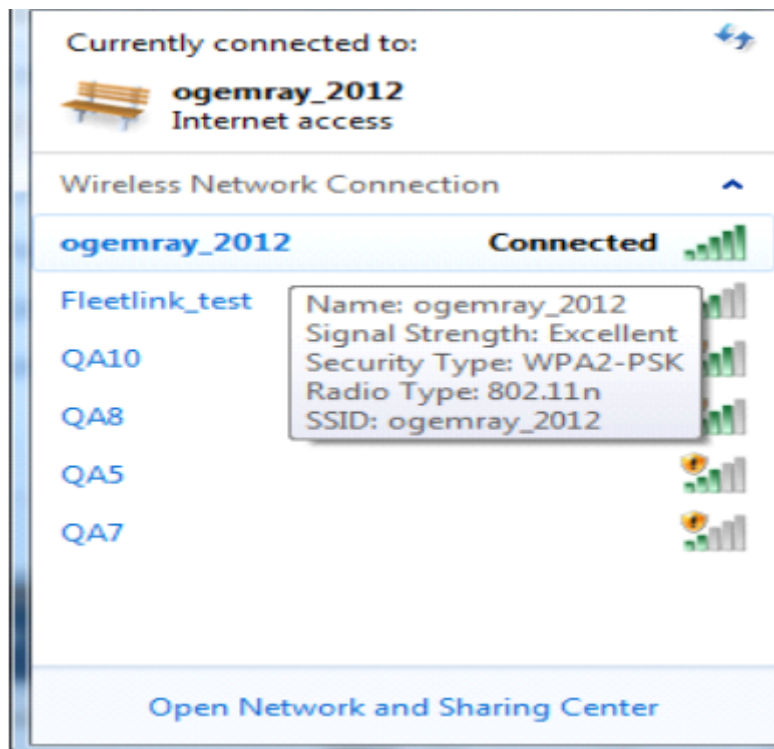 Currently connected to:
ogemray_2012
Internet access
Wireless Network Connection
ogemray_2012 Connected
Fleetlink_test
Name: ogemray_2012
Signal Strength: Excellent
Security Type: WPA2-PSK
Radio Type: 802.11n
SSID: ogemray_2012
QA10
QA8
QA5
QA7
Open Network and Sharing Center